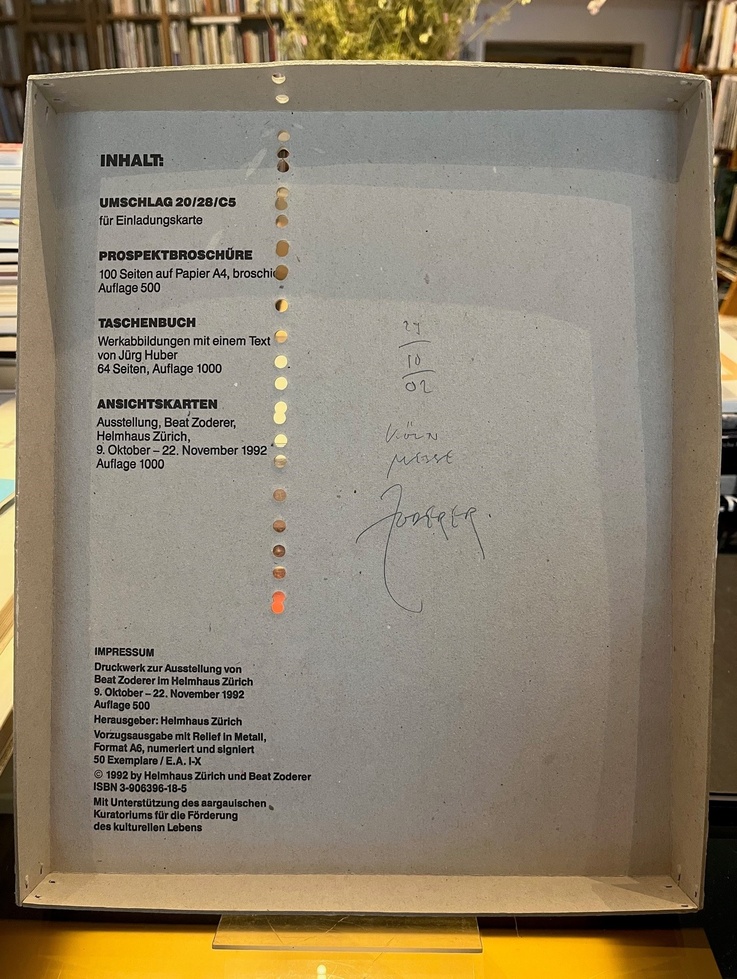 INHALT:
UMSCHLAG 20/28/C5
für Einladungskarte
PROSPEKTBROSCHÜRE
100 Seiten auf Papier A4, broschie
Auflage 500
TASCHENBUCH
Werkabbildungen mit einem Text
von Jürg Huber
64 Seiten, Auflage 1000
ANSICHTSKARTEN
Ausstellung, Beat Zoderer,
Helmhaus Zürich,
9. Oktober – 22. November 1992
Auflage 1000
10
02
KÖLN
MESSE
ZODERER.
IMPRESSUM
Druckwerk zur Ausstellung von
Beat Zoderer im Helmhaus Zürich
9. Oktober – 22. November 1992
Auflage 500
Herausgeber: Helmhaus Zürich
Vorzugsausgabe mit Relief in Metall,
Format A6, numeriert und signiert
50 Exemplare / E.A. I-X
© 1992 by Helmhaus Zürich und Beat Zoderer
ISBN 3-906396-18-5
Mit Unterstützung des aargauischen
Kuratoriums für die Förderung
des kulturellen Lebens